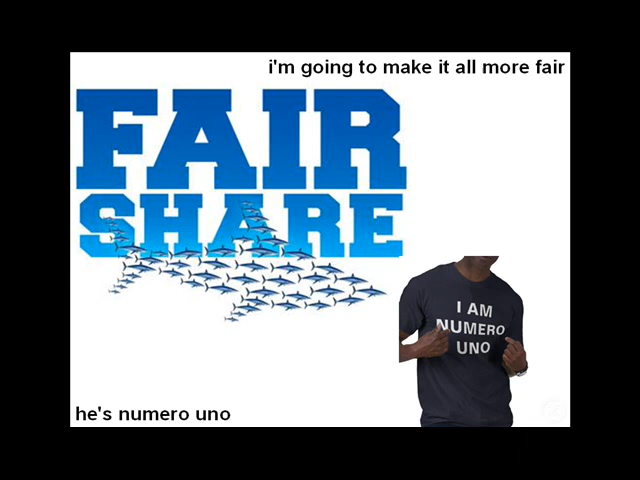 i'm going to make it all more fair
FAIR
SHARE
I AM
NUMERO
UNO
he's numero uno